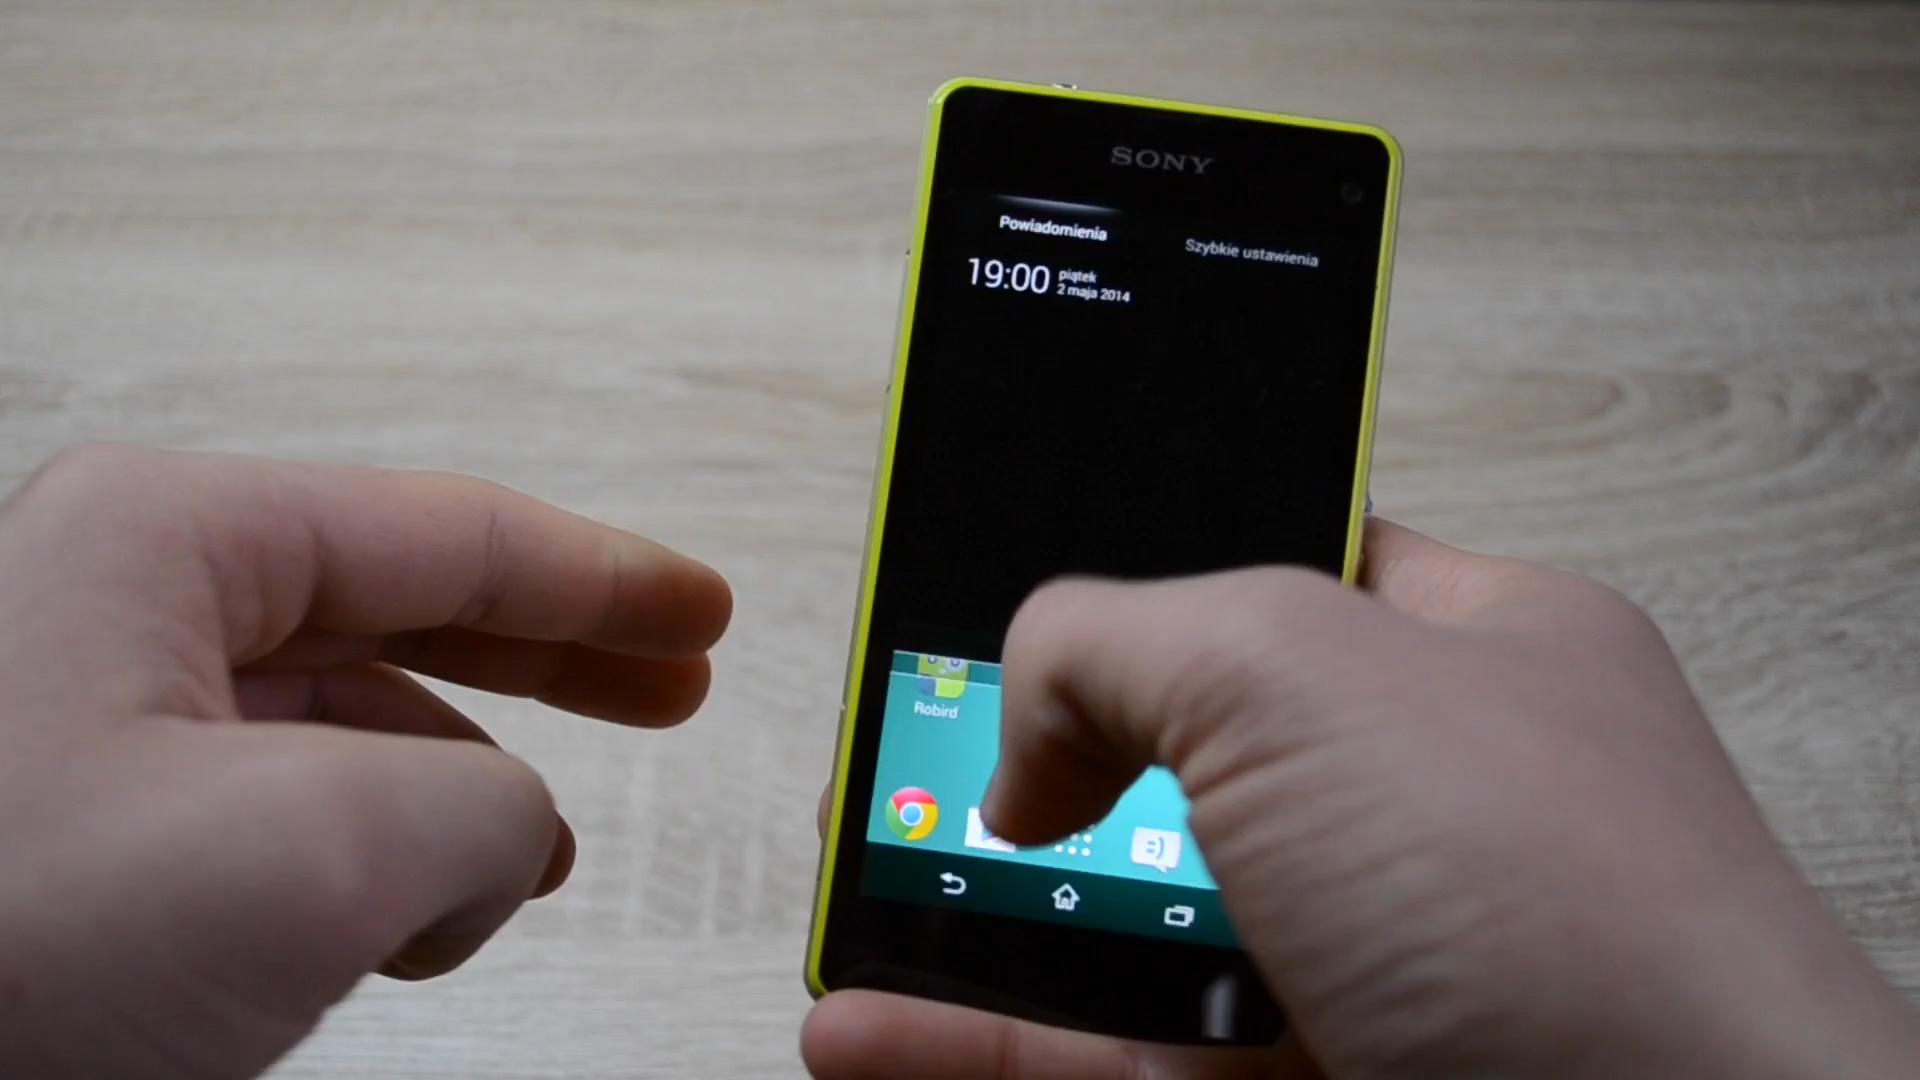 SONY
Powiadomienia
Szybkie ustawienia
19:00
piątek
2 maja 2014
Robird